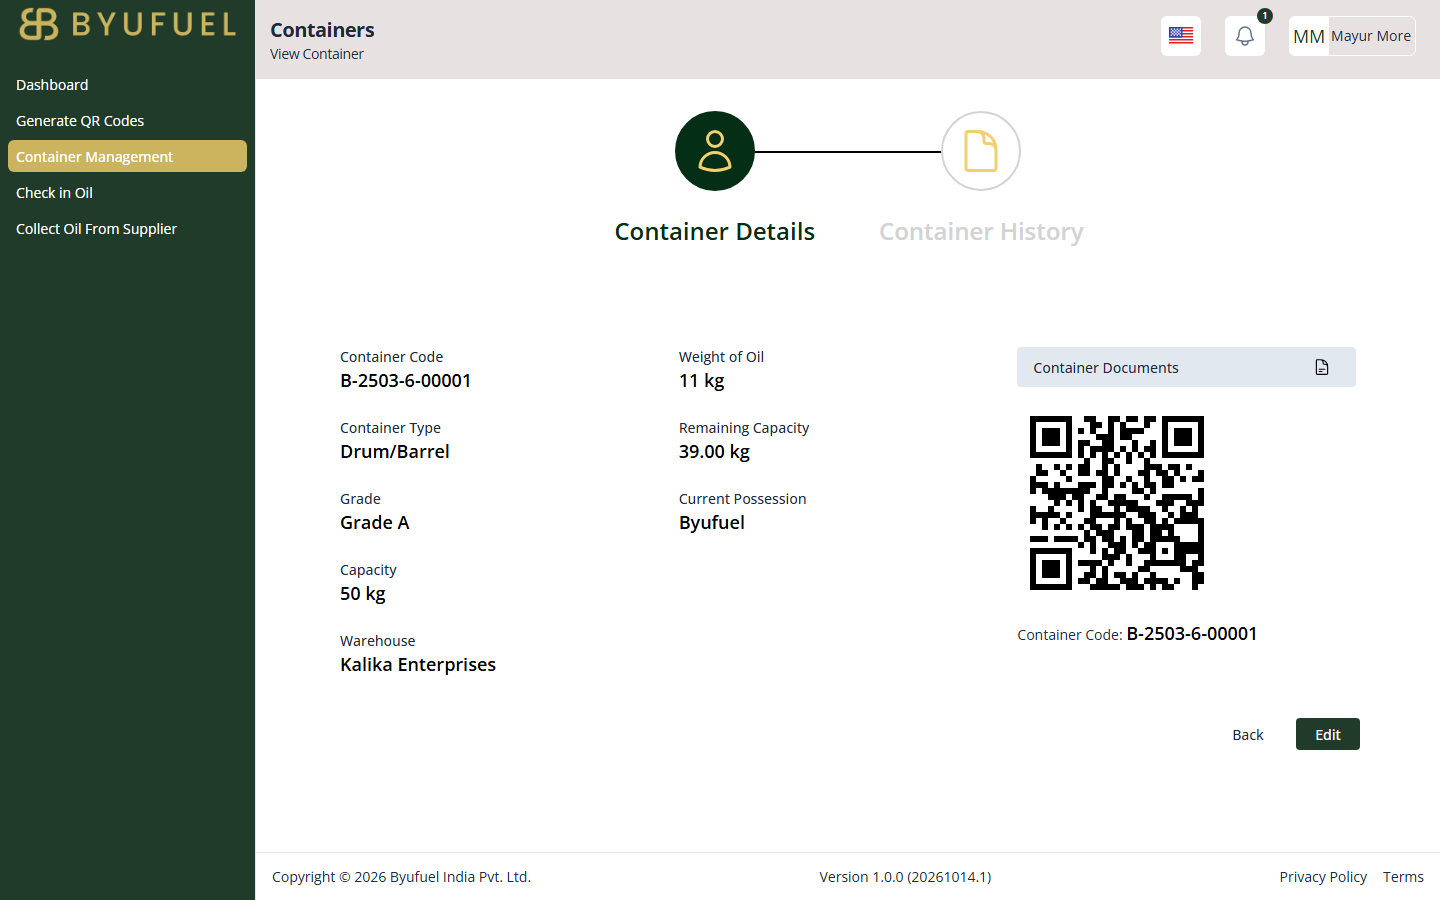 BYUFUEL
Dashboard
Generate QR Codes
Container Management
Check in Oil
Collect Oil From Supplier
Containers
View Container
1
MM Mayur More
Container Details
Container History
Container Code
B-2503-6-00001
Container Type
Drum/Barrel
Grade
Grade A
Capacity
50 kg
Warehouse
Kalika Enterprises
Weight of Oil
11 kg
Remaining Capacity
39.00 kg
Current Possession
Byufuel
Container Documents
Container Code: B-2503-6-00001
Back
Edit
Copyright © 2026 Byufuel India Pvt. Ltd.
Version 1.0.0 (20261014.1)
Privacy Policy
Terms